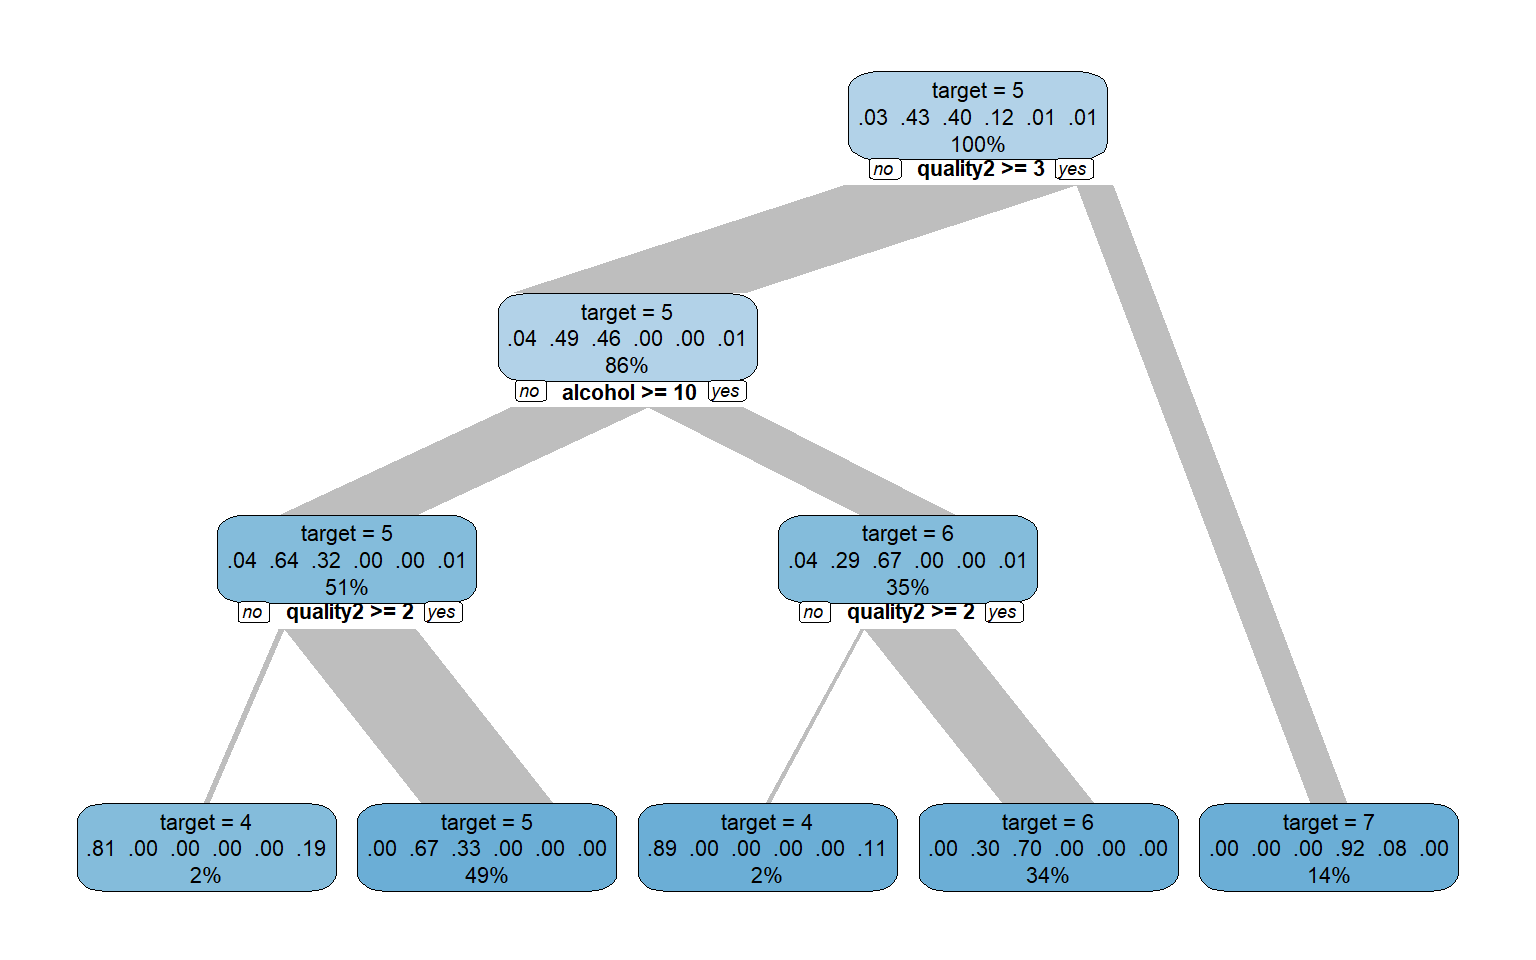 target = 5
.03 .43 .40 .12 .01 .01
100%
no quality2 >= 3 yes
target = 5
.04 .49 .46 .00 .00 .01
86%
no alcohol >= 10 yes
target = 5
.04 .64 .32 .00 .00 .01
51%
no quality2 >= 2 yes
target = 6
.04 .29 .67 .00 .00 .01
35%
no quality2 >= 2 yes
target = 4
.81 .00 .00 .00 .00 .19
2%
target = 5
.00 .67 .33 .00 .00 .00
49%
target = 4
.89 .00 .00 .00 .00 .11
2%
target = 6
.00 .30 .70 .00 .00 .00
34%
target = 7
.00 .00 .00 .92 .08 .00
14%